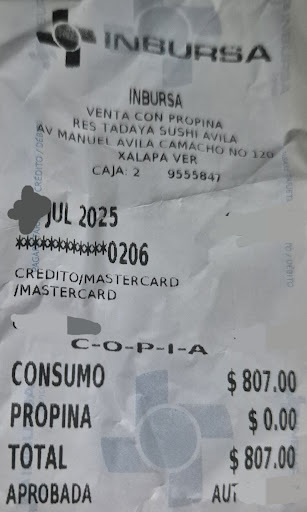 INBURSA
INBURSA
VENTA CON PROPINA
RES TADAYA SUSHI AVILA
AV MANUEL AVILA CAMACHO NO 120
XALAPA VER
CAJA: 2 9555847
JUL 2025
************0206
CREDITO/MASTERCARD
/MASTERCARD
C-O-P-I-A
CONSUMO $ 807.00
PROPINA $ 0.00
TOTAL $ 807.00
APROBADA AUT